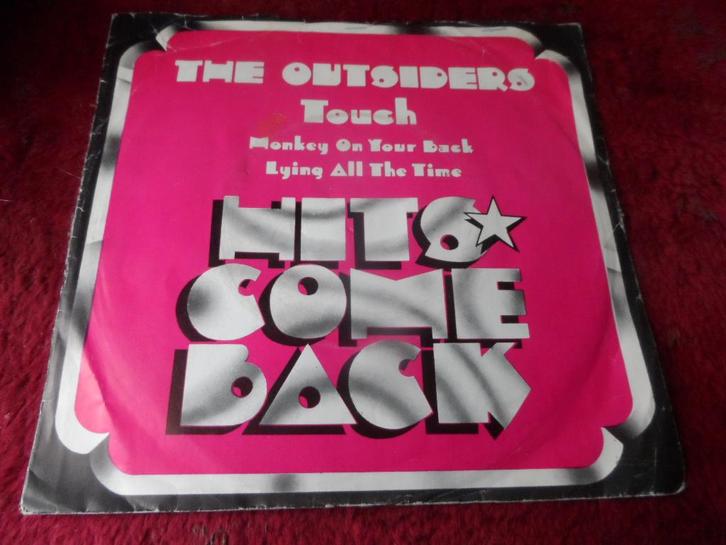 THE OUTSIDERS
Touch
Monkey On Your Back
Lying All The Time
HITS
COME
BACK